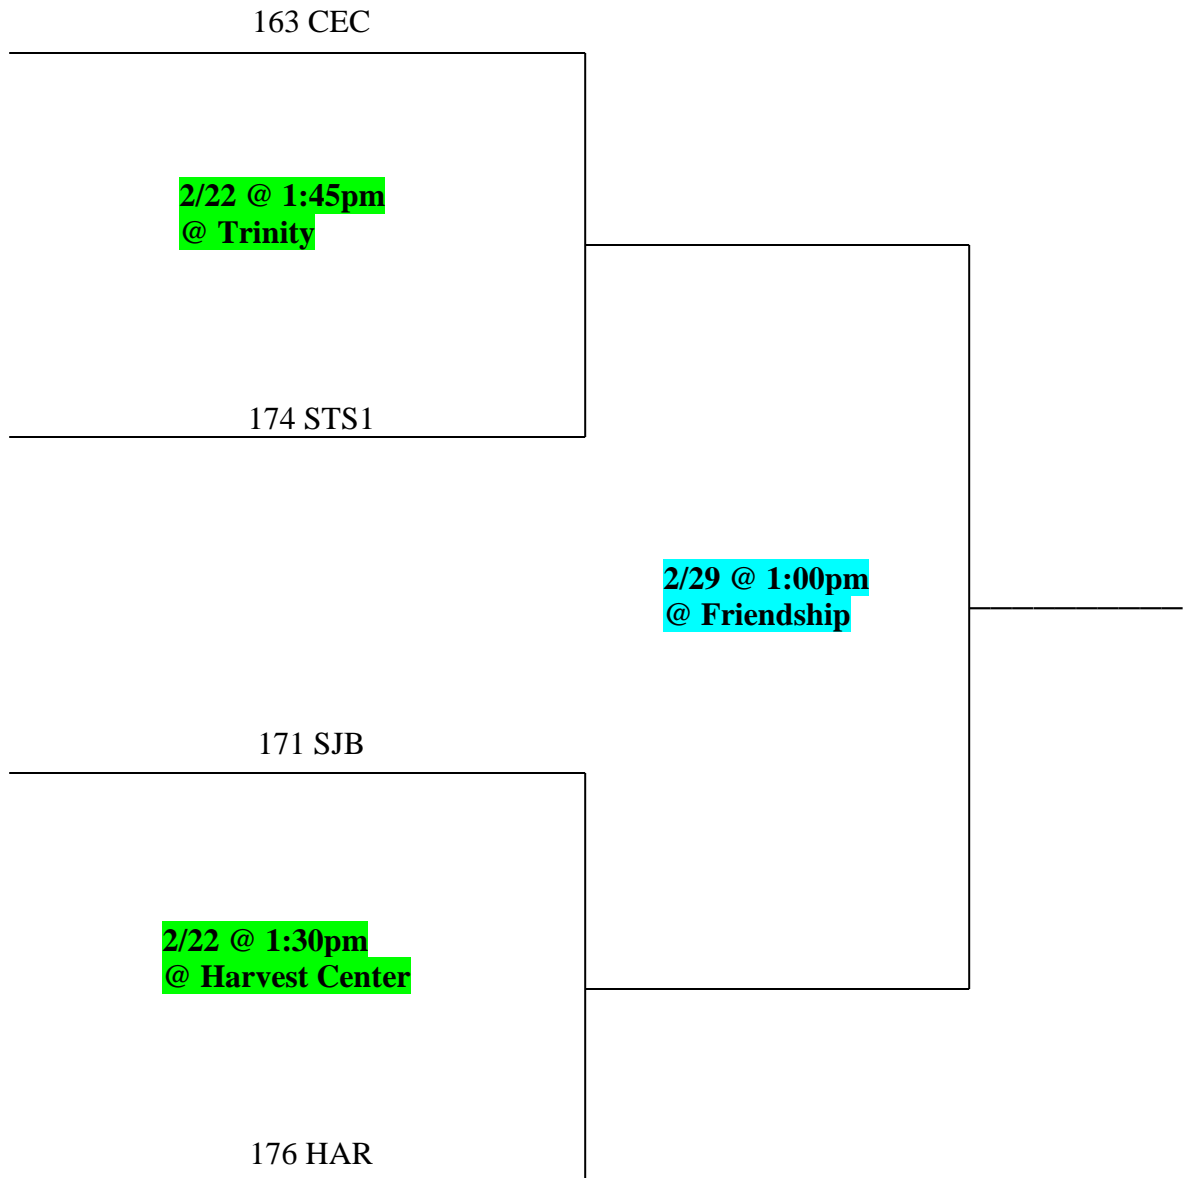 163 CEC
2/22 @ 1:45pm
@ Trinity
174 STS1
2/29 @ 1:00pm
@ Friendship
171 SJB
2/22 @ 1:30pm
@ Harvest Center
176 HAR